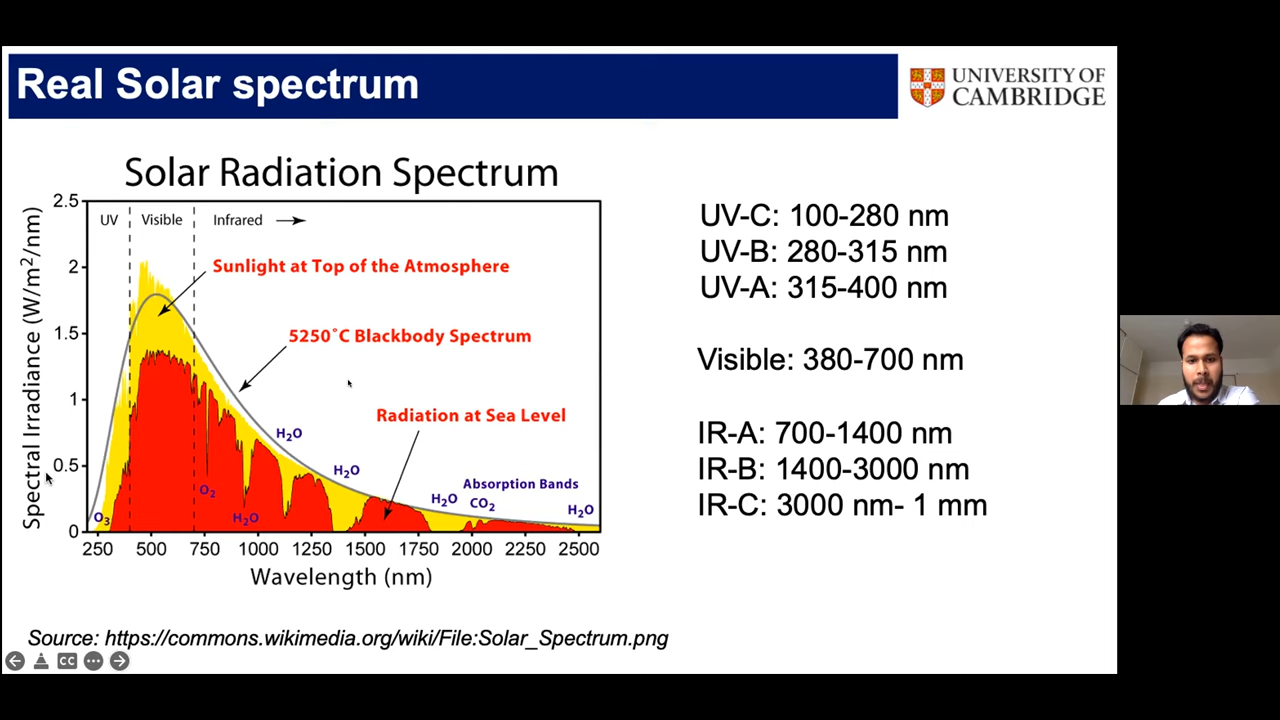 Real Solar spectrum
UNIVERSITY OF
CAMBRIDGE
Solar Radiation Spectrum
Spectral Irradiance (W/m²/nm)
2.5
2
1.5
1
0.5
0
UV
Visible
Infrared
Sunlight at Top of the Atmosphere
5250˚C Blackbody Spectrum
Radiation at Sea Level
H₂O
H₂O
H₂O
Absorption Bands
CO₂
H₂O
O₂
H₂O
O₃
250 500 750 1000 1250 1500 1750 2000 2250 2500
Wavelength (nm)
UV-C: 100-280 nm
UV-B: 280-315 nm
UV-A: 315-400 nm
Visible: 380-700 nm
IR-A: 700-1400 nm
IR-B: 1400-3000 nm
IR-C: 3000 nm- 1 mm
Source: https://commons.wikimedia.org/wiki/File:Solar_Spectrum.png
CC